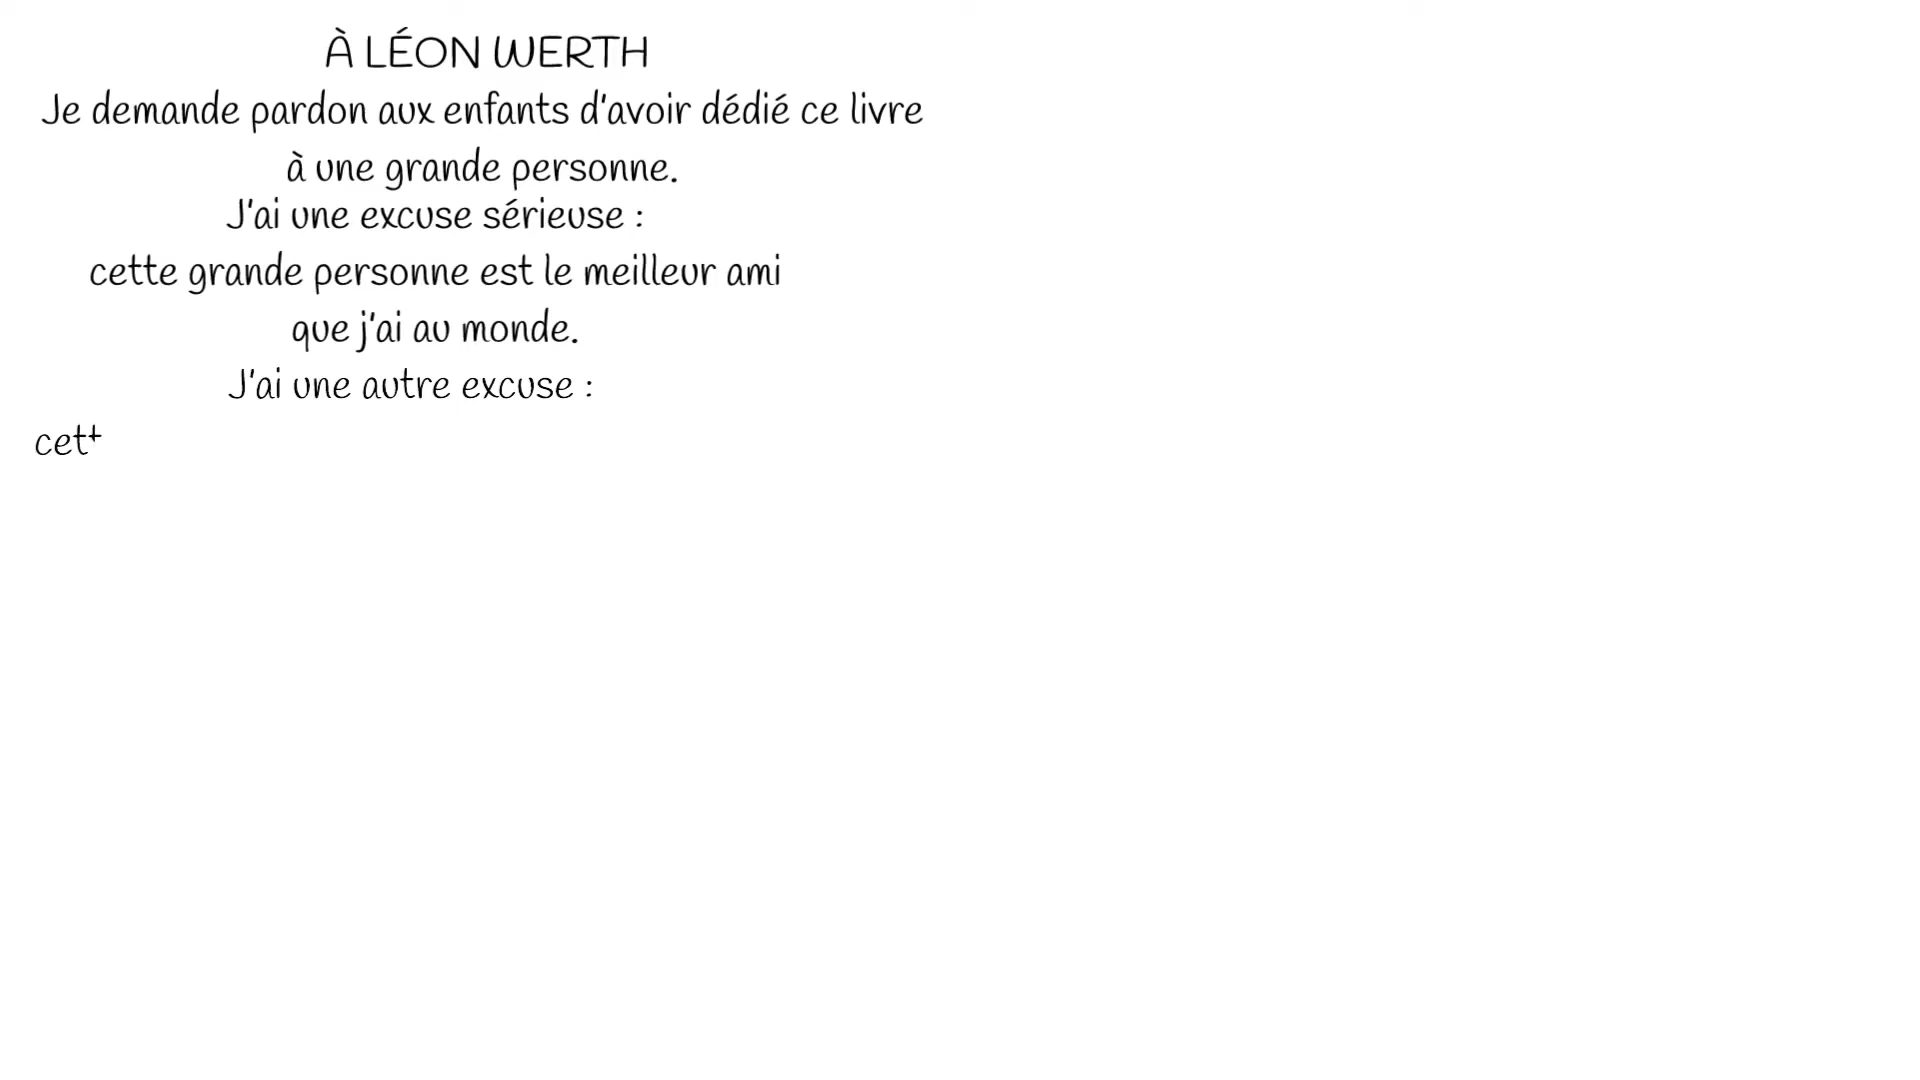 À LÉON WERTH
Je demande pardon aux enfants d'avoir dédié ce livre
à une grande personne.
J'ai une excuse sérieuse :
cette grande personne est le meilleur ami
que j'ai au monde.
J'ai une autre excuse :
cett